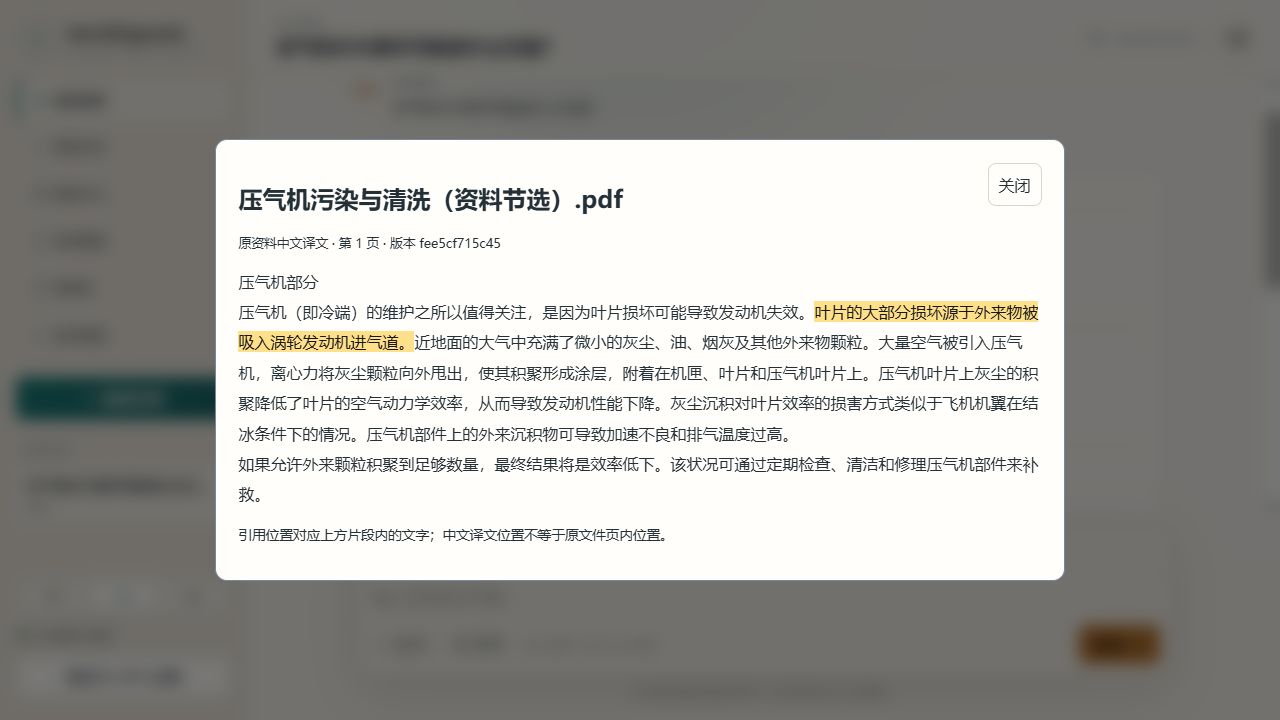 压气机污染与清洗（资料节选）.pdf
关闭
原资料中文译文 · 第 1 页 · 版本 fee5cf715c45
压气机部分
压气机（即冷端）的维护之所以值得关注，是因为叶片损坏可能导致发动机失效。叶片的大部分损坏源于外来物被
吸入涡轮发动机进气道。近地面的大气中充满了微小的灰尘、油、烟灰及其他外来物颗粒。大量空气被引入压气
机，离心力将灰尘颗粒向外甩出，使其积聚形成涂层，附着在机匣、叶片和压气机叶片上。压气机叶片上灰尘的积
聚降低了叶片的空气动力学效率，从而导致发动机性能下降。灰尘沉积对叶片效率的损害方式类似于飞机机翼在结
冰条件下的情况。压气机部件上的外来沉积物可导致加速不良和排气温度过高。
如果允许外来颗粒积聚到足够数量，最终结果将是效率低下。该状况可通过定期检查、清洁和修理压气机部件来补
救。
引用位置对应上方片段内的文字；中文译文位置不等于原文件页内位置。